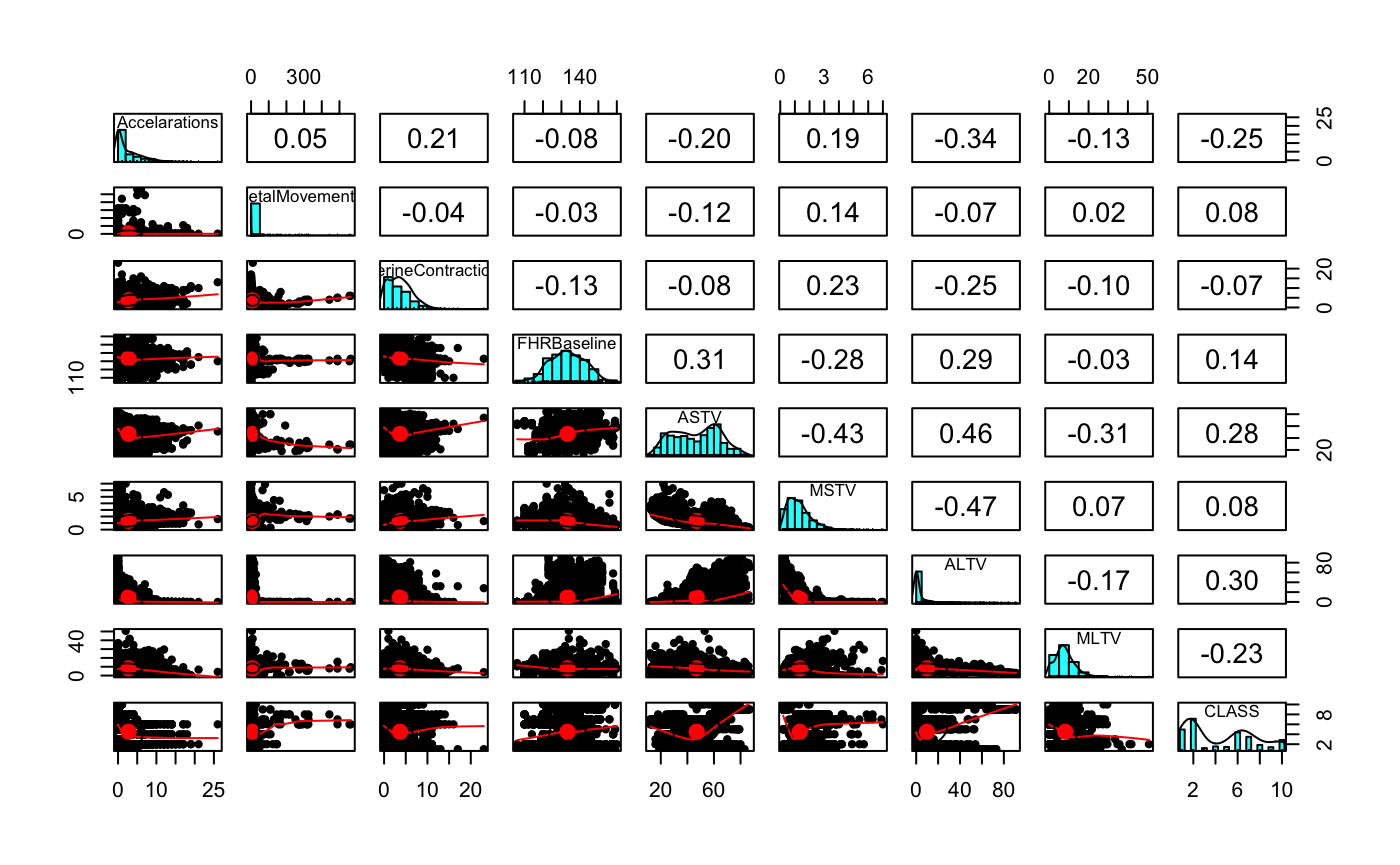 0 300 110 140 0 3 6 0 20 50
Accelarations 0.05 0.21 -0.08 -0.20 0.19 -0.34 -0.13 -0.25 0 25
0 etalMovement -0.04 -0.03 -0.12 0.14 -0.07 0.02 0.08
erineContractio -0.13 -0.08 0.23 -0.25 -0.10 -0.07 0 20
110 FHRBaseline 0.31 -0.28 0.29 -0.03 0.14
ASTV -0.43 0.46 -0.31 0.28 20
0 5 MSTV -0.47 0.07 0.08
ALTV -0.17 0.30 0 80
0 40 MLTV -0.23
CLASS 2 8
0 10 25 0 10 20 20 60 0 40 80 2 6 10